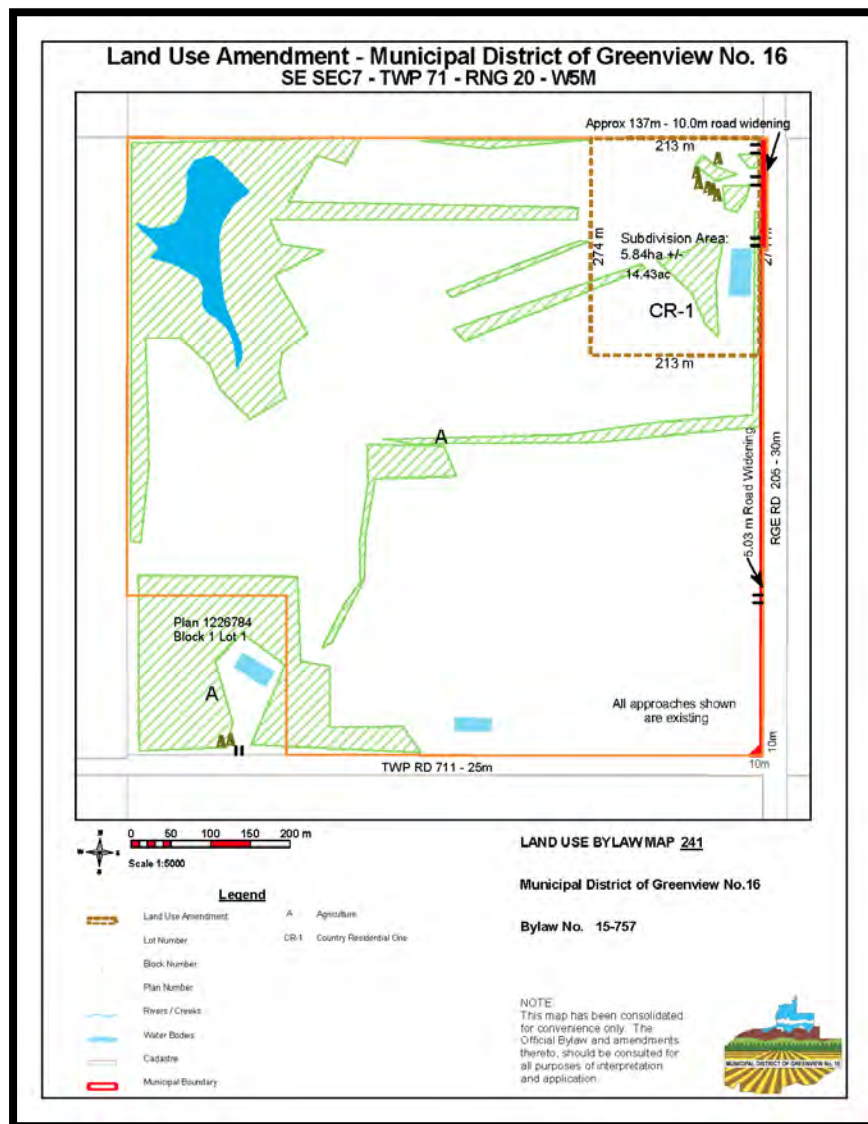 Land Use Amendment - Municipal District of Greenview No. 16
SE SEC7 - TWP 71 - RNG 20 - W5M
Approx 137m - 10.0m road widening
213 m
274 m
Subdivision Area:
5.84ha +/-
14.43ac
CR-1
213 m
A
5.03 m Road Widening
RGE RD 205 - 30m
Plan 1226784
Block 1 Lot 1
A
All approaches shown
are existing
10m
10m
TWP RD 711 - 25m
N
W
E
S
0 50 100 150 200 m
Scale 1:5000
LAND USE BYLAW MAP 241
Municipal District of Greenview No.16
Bylaw No. 15-757
Legend
Land Use Amendment
Lot Number
Block Number
Plan Number
Rivers / Creeks
Water Bodies
Cadastre
Municipal Boundary
A Agriculture
CR-1 Country Residential One
NOTE:
This map has been consolidated
for convenience only. The
Official Bylaw and amendments
thereto, should be consulted for
all purposes of interpretation
and application.
MUNICIPAL DISTRICT OF GREENVIEW No. 16